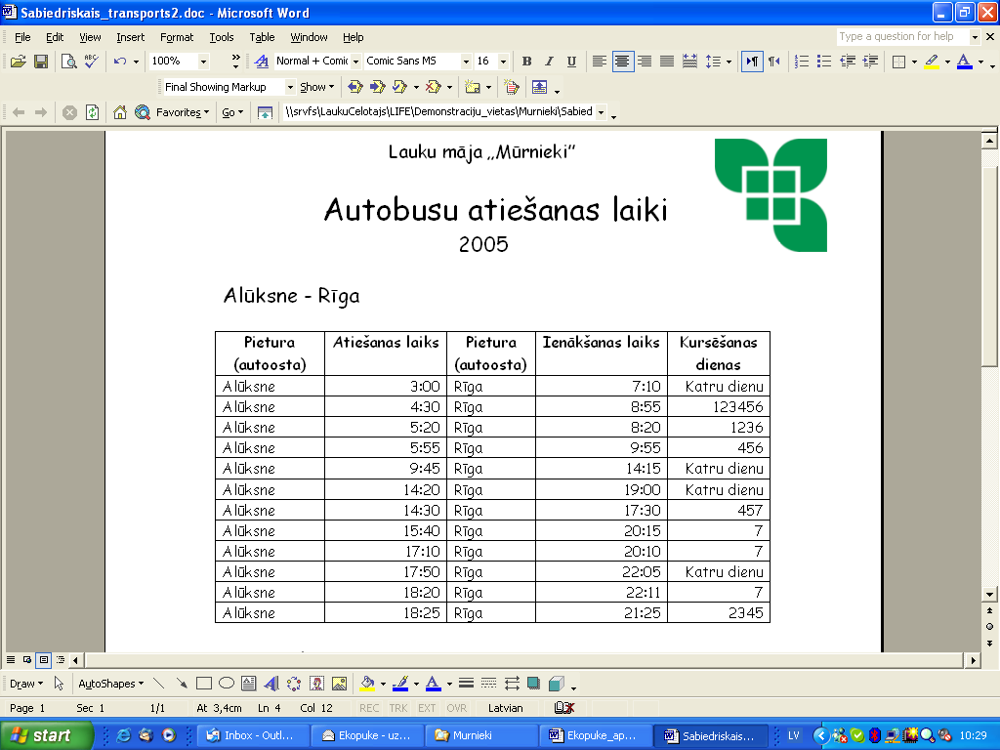 Sabiedriskais_transports2.doc - Microsoft Word
File Edit View Insert Format Tools Table Window Help Type a question for help
100% Normal + Comic Comic Sans MS 16 B I U
Final Showing Markup Show
Favorites Go \\srvfs\LaukuCelotajs\LIFE\Demonstraciju_vietas\Murnieki\Sabied
Lauku māja „Mūrnieki”
Autobusu atiešanas laiki
2005
Alūksne - Rīga
Pietura (autoosta) Atiešanas laiks Pietura (autoosta) Ienākšanas laiks Kursēšanas dienas
Alūksne 3:00 Rīga 7:10 Katru dienu
Alūksne 4:30 Rīga 8:55 123456
Alūksne 5:20 Rīga 8:20 1236
Alūksne 5:55 Rīga 9:55 456
Alūksne 9:45 Rīga 14:15 Katru dienu
Alūksne 14:20 Rīga 19:00 Katru dienu
Alūksne 14:30 Rīga 17:30 457
Alūksne 15:40 Rīga 20:15 7
Alūksne 17:10 Rīga 20:10 7
Alūksne 17:50 Rīga 22:05 Katru dienu
Alūksne 18:20 Rīga 22:11 7
Alūksne 18:25 Rīga 21:25 2345
Draw AutoShapes
Page 1 Sec 1 1/1 At 3,4cm Ln 4 Col 12 REC TRK EXT OVR Latvian
start Inbox - Outl... Ekopuke - uz... Murnieki Ekopuke_ap... Sabiedriskais... LV 10:29